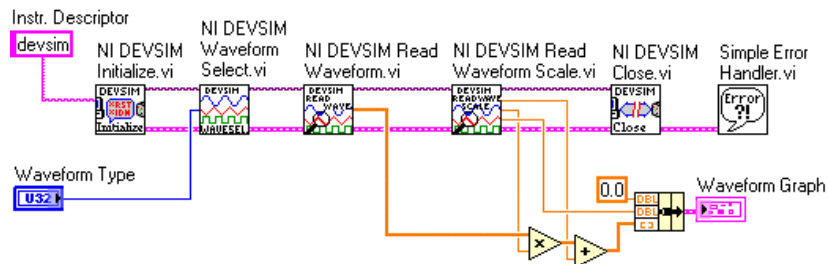 Instr. Descriptor
devsim
NI DEVSIM
Initialize.vi
NI DEVSIM
Waveform
Select.vi
NI DEVSIM Read
Waveform.vi
NI DEVSIM Read
Waveform Scale.vi
NI DEVSIM
Close.vi
Simple Error
Handler.vi
DEVSIM
XRST
XIDN
Initialize
DEVSIM
WAVESEL
DEVSIM
READ
WAVE
DEVSIM
READWAVE
SCALE
DEVSIM
Close
Error
?!
Waveform Type
U32
0.0
DBL
DBL
Waveform Graph
x
+